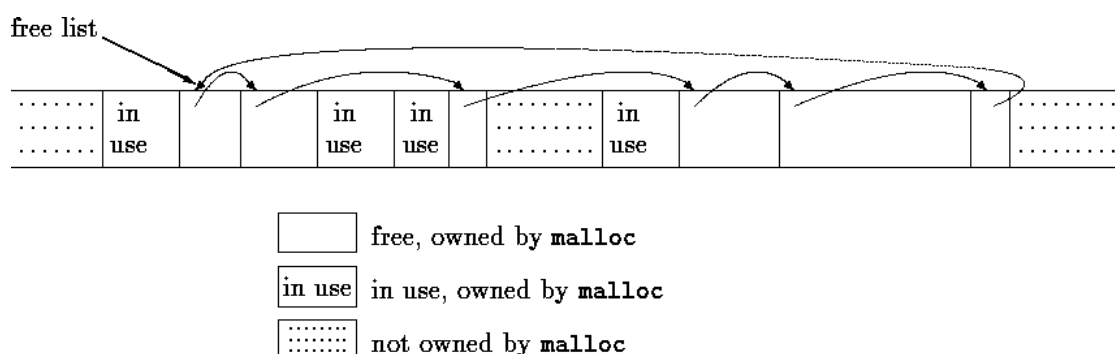 free list
in use
in use
in use
in use
free, owned by malloc
in use in use, owned by malloc
not owned by malloc